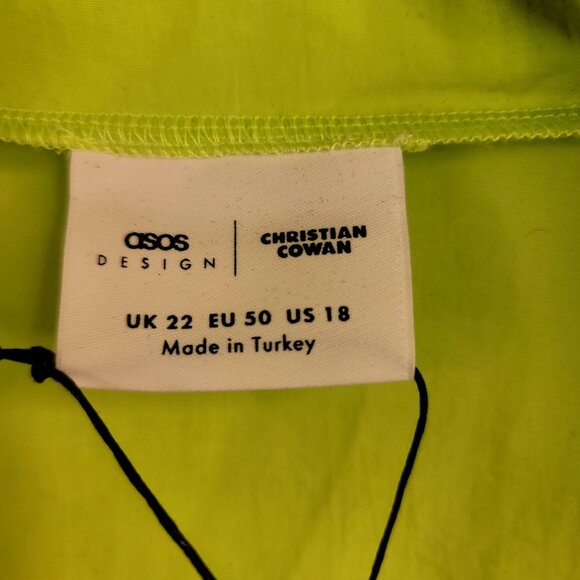 asos
DESIGN
CHRISTIAN
COWAN
UK 22 EU 50 US 18
Made in Turkey